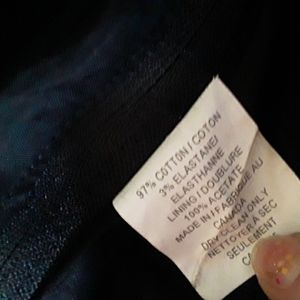 97% COTTON / COTON
3% ELASTANE /
ELASTHANNE
LINING / DOUBLURE
100% ACETATE
MADE IN / FABRIQUE AU
CANADA
DRY CLEAN ONLY
NETTOYER A SEC
SEULEMENT